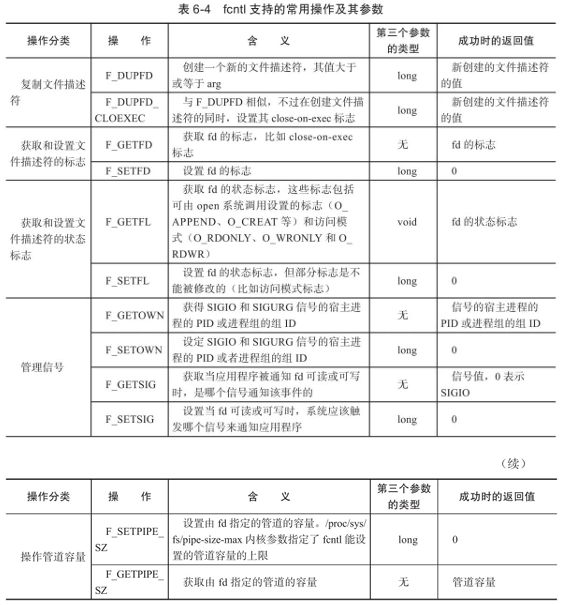 表 6-4 fcntl 支持的常用操作及其参数
操作分类 操 作 含 义 第三个参数的类型 成功时的返回值
复制文件描述符 F_DUPFD 创建一个新的文件描述符，其值大于或等于 arg long 新创建的文件描述符的值
F_DUPFD_CLOEXEC 与 F_DUPFD 相似，不过在创建文件描述符的同时，设置其 close-on-exec 标志 long 新创建的文件描述符的值
获取和设置文件描述符的标志 F_GETFD 获取 fd 的标志，比如 close-on-exec 标志 无 fd 的标志
F_SETFD 设置 fd 的标志 long 0
获取和设置文件描述符的状态标志 F_GETFL 获取 fd 的状态标志，这些标志包括可由 open 系统调用设置的标志（O_APPEND、O_CREAT 等）和访问模式（O_RDONLY、O_WRONLY 和 O_RDWR） void fd 的状态标志
F_SETFL 设置 fd 的状态标志，但部分标志是不能被修改的（比如访问模式标志） long 0
管理信号 F_GETOWN 获得 SIGIO 和 SIGURG 信号的宿主进程的 PID 或进程组的组 ID 无 信号的宿主进程的 PID 或进程组的组 ID
F_SETOWN 设定 SIGIO 和 SIGURG 信号的宿主进程的 PID 或者进程组的组 ID long 0
F_GETSIG 获取当应用程序被通知 fd 可读或可写时，是哪个信号通知该事件的 无 信号值，0 表示 SIGIO
F_SETSIG 设置当 fd 可读或可写时，系统应该触发哪个信号来通知应用程序 long 0
（续）
操作分类 操 作 含 义 第三个参数的类型 成功时的返回值
操作管道容量 F_SETPIPE_SZ 设置由 fd 指定的管道的容量。/proc/sys/fs/pipe-size-max 内核参数指定了 fcntl 能设置的管道容量的上限 long 0
F_GETPIPE_SZ 获取由 fd 指定的管道的容量 无 管道容量